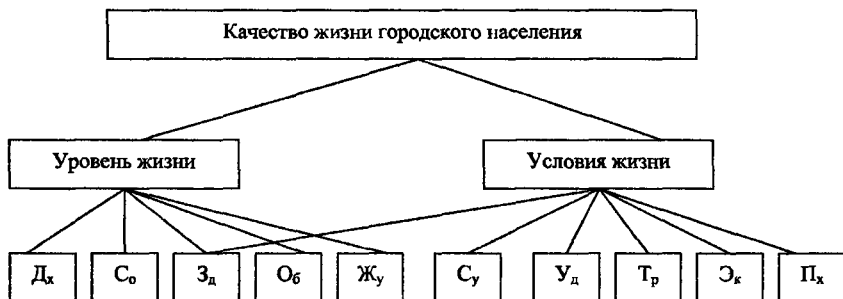 Качество жизни городского населения
Уровень жизни Условия жизни
Дх Со Зд Об Жу Су Уд Тр Эк Пх